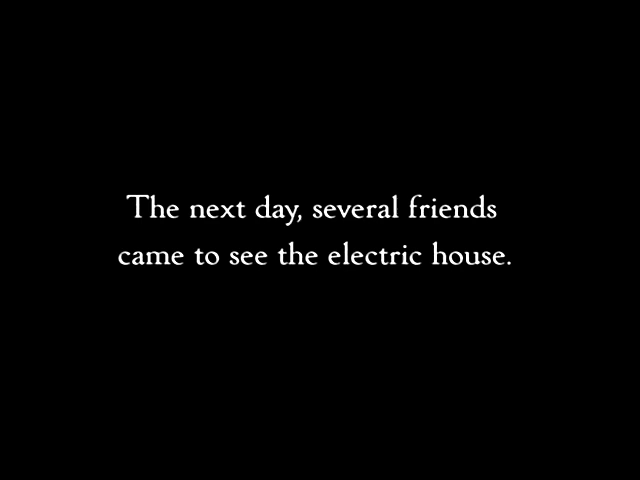 The next day, several friends
came to see the electric house.